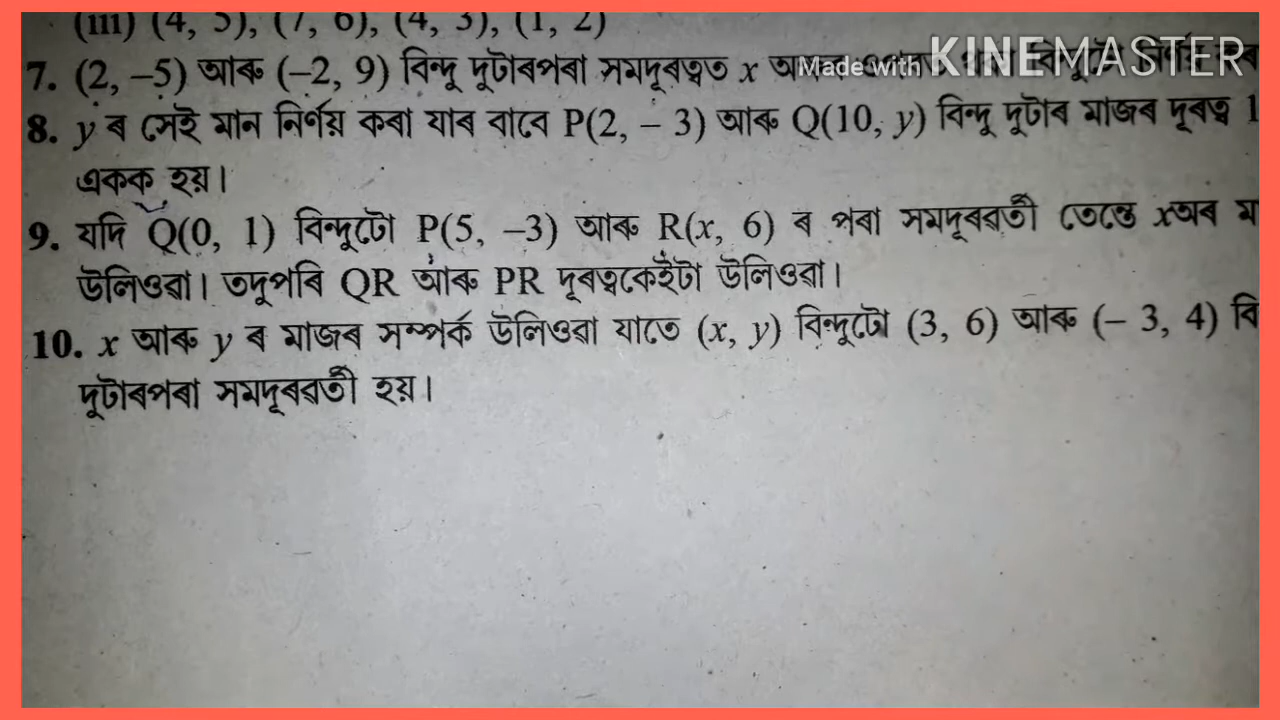 (iii) (4, 5), (7, 6), (4, 3), (1, 2)
7. (2, –5) আৰু (–2, 9) বিন্দু দুটাৰপৰা সমদূৰত্বত x বিন্দুটো নিৰ্ণয়
Made with KINEMASTER
8. y ৰ সেই মান নিৰ্ণয় কৰা যাৰ বাবে P(2, – 3) আৰু Q(10, y) বিন্দু দুটাৰ মাজৰ দূৰত্ব 1
একক হয়।
9. যদি Q(0, 1) বিন্দুটো P(5, –3) আৰু R(x, 6) ৰ পৰা সমদূৰৱৰ্তী তেন্তে xঅৰ ম
উলিওৱা। তদুপৰি QR আৰু PR দূৰত্বকেইটা উলিওৱা।
10. x আৰু y ৰ মাজৰ সম্পৰ্ক উলিওৱা যাতে (x, y) বিন্দুটো (3, 6) আৰু (– 3, 4) বি
দুটাৰপৰা সমদূৰৱৰ্তী হয়।